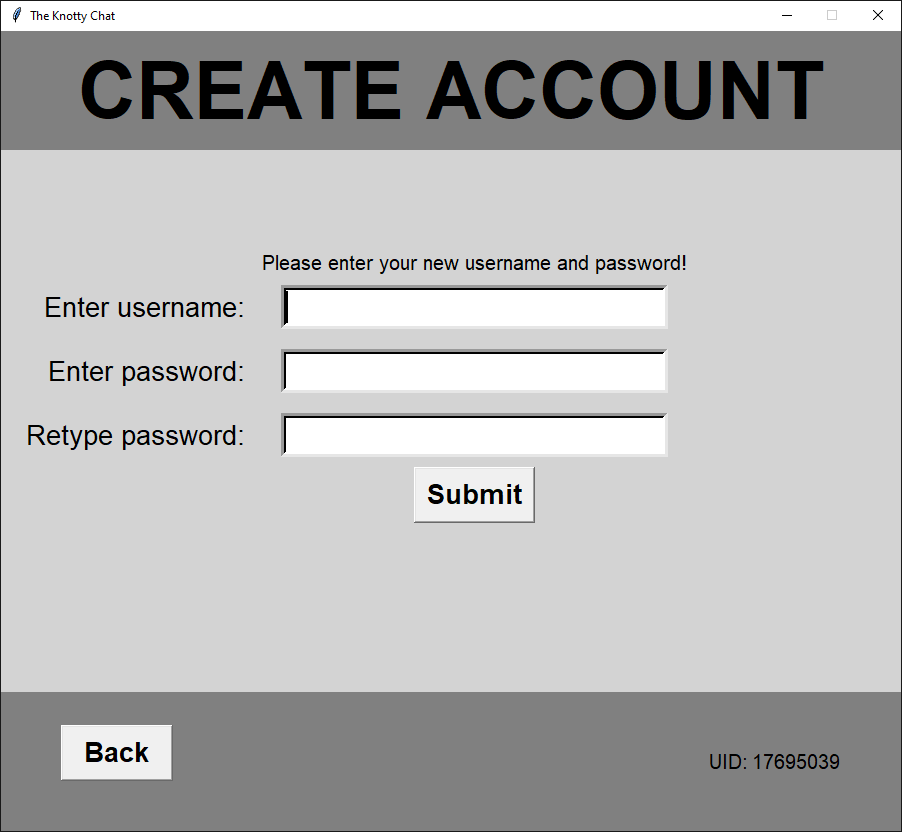 The Knotty Chat
CREATE ACCOUNT
Please enter your new username and password!
Enter username:
Enter password:
Retype password:
Submit
Back
UID: 17695039